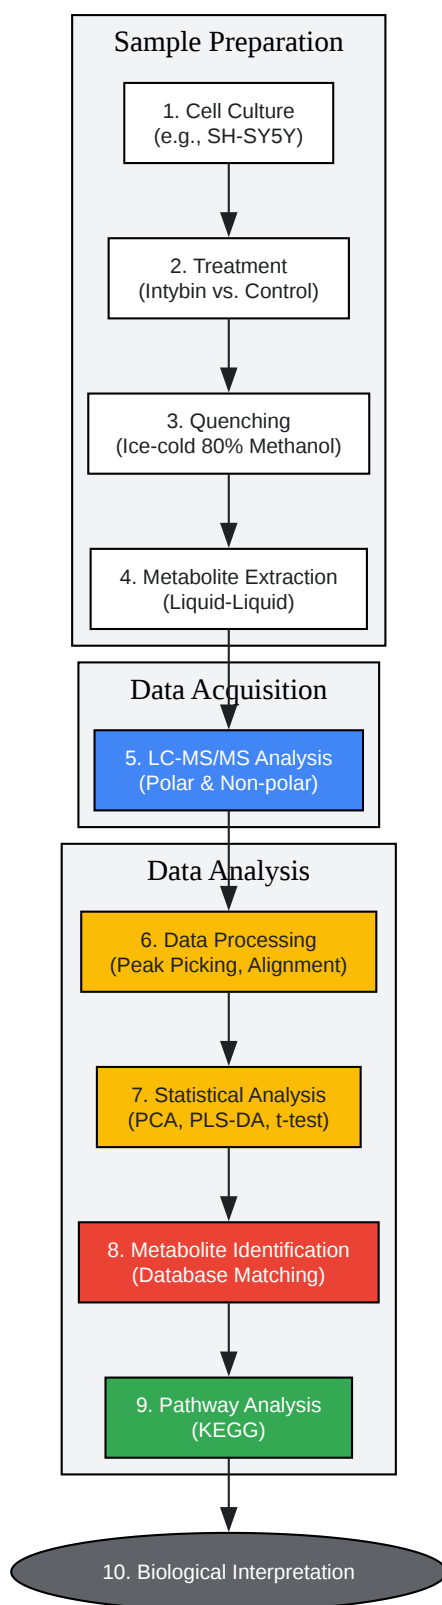 Sample Preparation
1. Cell Culture
(e.g., SH-SY5Y)
2. Treatment
(Intybin vs. Control)
3. Quenching
(Ice-cold 80% Methanol)
4. Metabolite Extraction
(Liquid-Liquid)
Data Acquisition
5. LC-MS/MS Analysis
(Polar & Non-polar)
Data Analysis
6. Data Processing
(Peak Picking, Alignment)
7. Statistical Analysis
(PCA, PLS-DA, t-test)
8. Metabolite Identification
(Database Matching)
9. Pathway Analysis
(KEGG)
10. Biological Interpretation